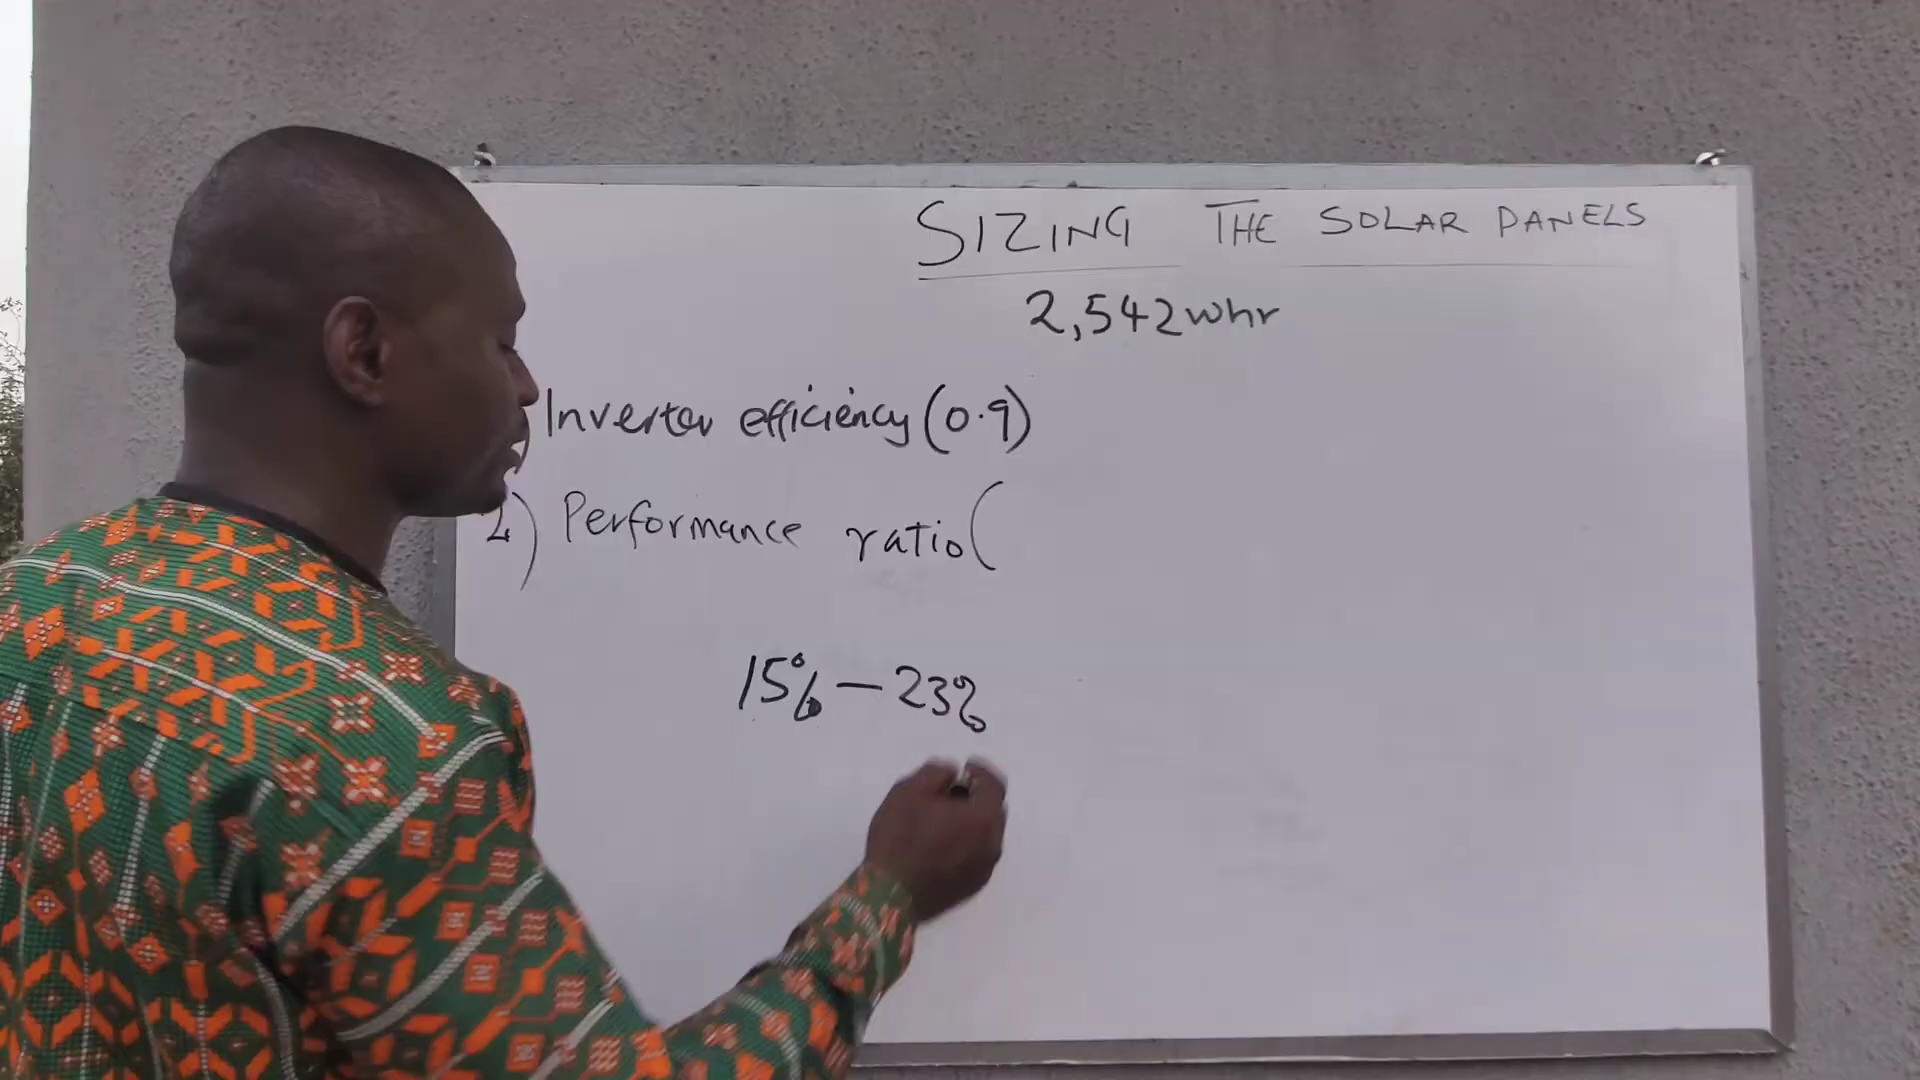 SIZING THE SOLAR PANELS
2,542whr
) Inverter efficiency (0.9)
2) Performance ratio (
15% – 23%